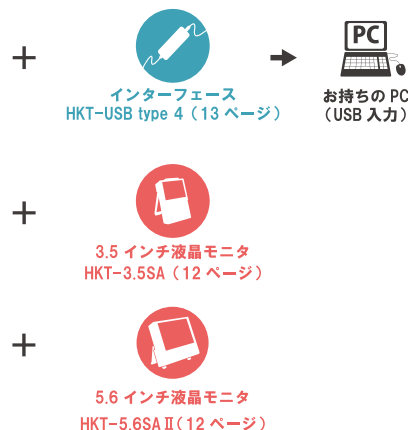 PC
インターフェース
HKT-USB type 4（13 ページ）
お持ちの PC
（USB 入力）
3.5 インチ液晶モニタ
HKT-3.5SA（12 ページ）
5.6 インチ液晶モニタ
HKT-5.6SAⅡ（12 ページ）